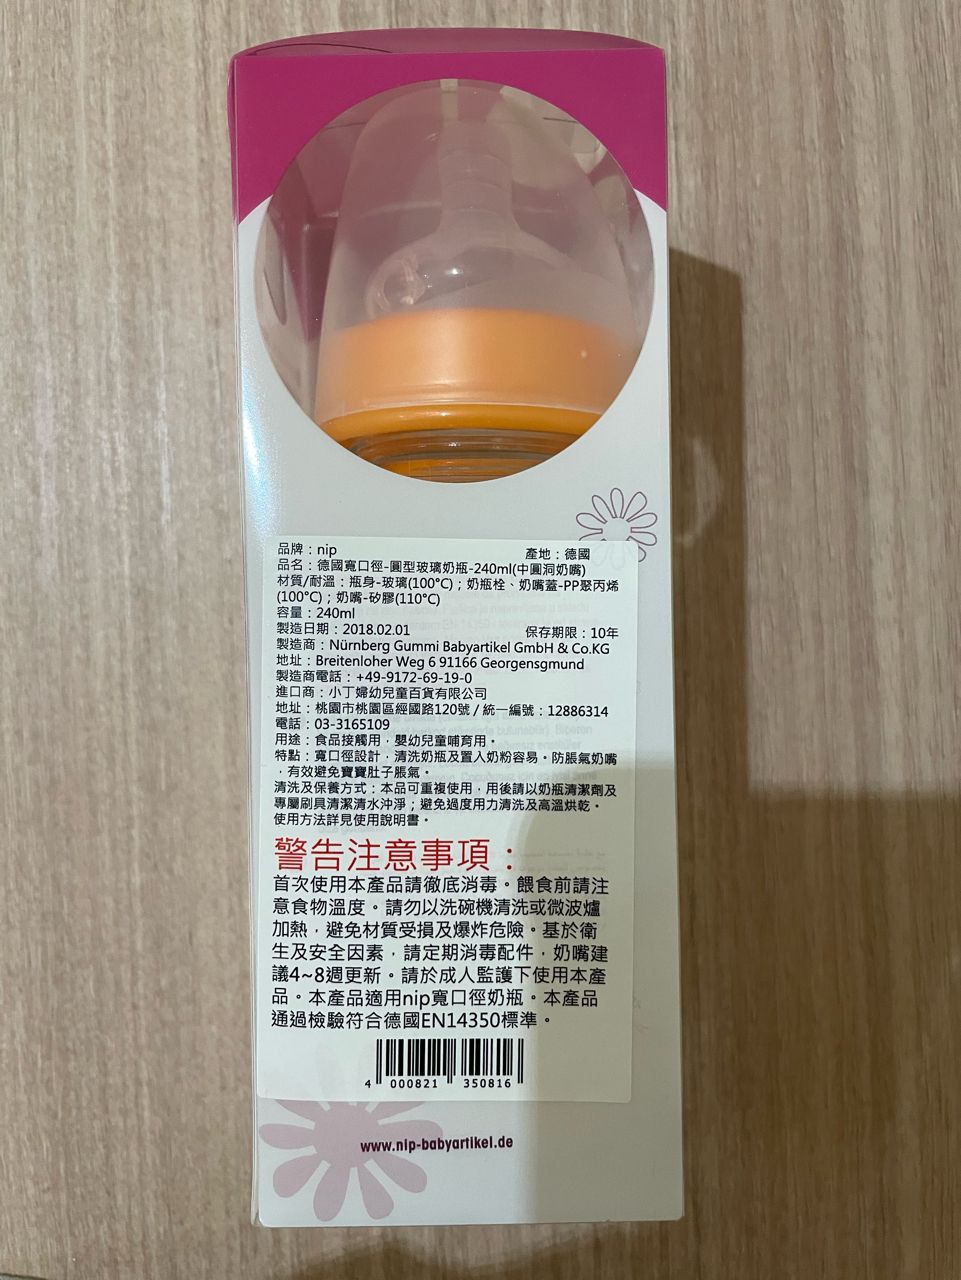 品牌：nip 產地：德國
品名：德國寬口徑-圓型玻璃奶瓶-240ml(中圓洞奶嘴)
材質/耐溫：瓶身-玻璃(100°C)；奶瓶栓、奶嘴蓋-PP聚丙烯
(100°C)；奶嘴-矽膠(110°C)
容量：240ml
製造日期：2018.02.01 保存期限：10年
製造商：Nürnberg Gummi Babyartikel GmbH & Co.KG
地址：Breitenloher Weg 6 91166 Georgensgmund
製造商電話：+49-9172-69-19-0
進口商：小丁婦幼兒童百貨有限公司
地址：桃園市桃園區經國路120號/統一編號：12886314
電話：03-3165109
用途：食品接觸用，嬰幼兒童哺育用。
特點：寬口徑設計，清洗奶瓶及置入奶粉容易。防脹氣奶嘴
，有效避免寶寶肚子脹氣。
清洗及保養方式：本品可重複使用，用後請以奶瓶清潔劑及
專屬刷具清潔清水沖淨；避免過度用力清洗及高溫烘乾。
使用方法詳見使用說明書。
警告注意事項：
首次使用本產品請徹底消毒。餵食前請注
意食物溫度。請勿以洗碗機清洗或微波爐
加熱，避免材質受損及爆炸危險。基於衛
生及安全因素，請定期消毒配件，奶嘴建
議4~8週更新。請於成人監護下使用本產
品。本產品適用nip寬口徑奶瓶。本產品
通過檢驗符合德國EN14350標準。
4 000821 350816
www.nip-babyartikel.de